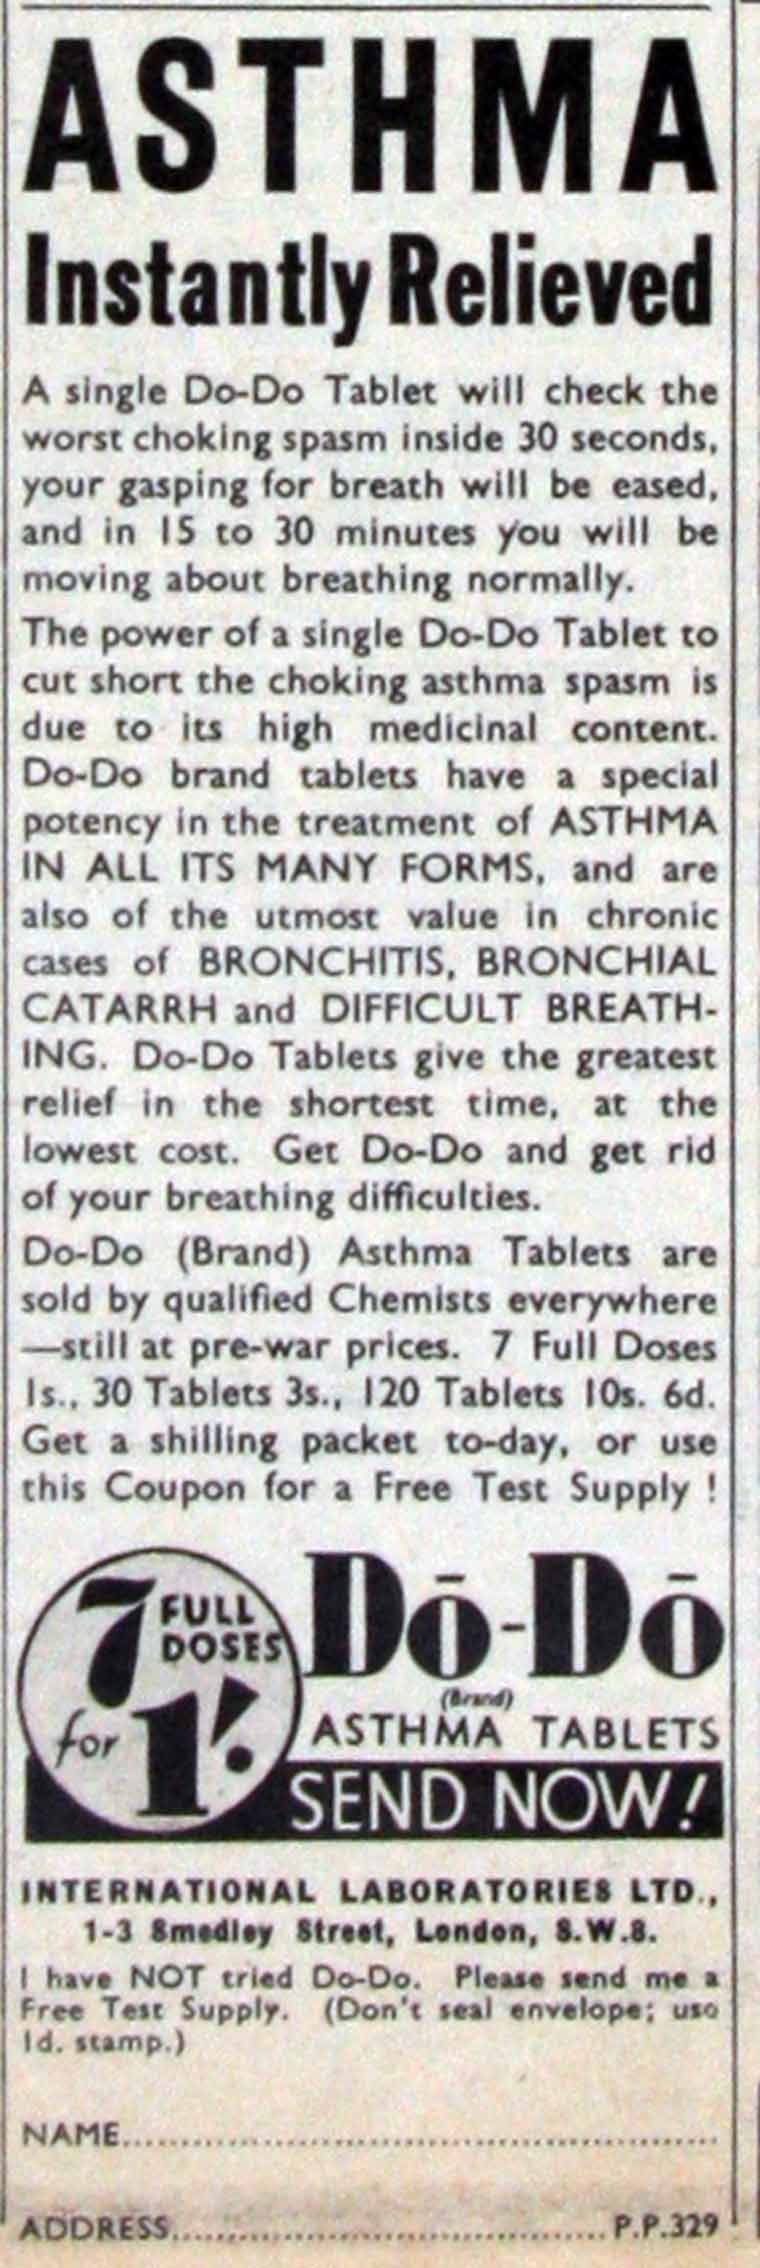 ASTHMA
Instantly Relieved
A single Do-Do Tablet will check the
worst choking spasm inside 30 seconds,
your gasping for breath will be eased,
and in 15 to 30 minutes you will be
moving about breathing normally.
The power of a single Do-Do Tablet to
cut short the choking asthma spasm is
due to its high medicinal content.
Do-Do brand tablets have a special
potency in the treatment of ASTHMA
IN ALL ITS MANY FORMS, and are
also of the utmost value in chronic
cases of BRONCHITIS, BRONCHIAL
CATARRH and DIFFICULT BREATH-
ING. Do-Do Tablets give the greatest
relief in the shortest time, at the
lowest cost. Get Do-Do and get rid
of your breathing difficulties.
Do-Do (Brand) Asthma Tablets are
sold by qualified Chemists everywhere
—still at pre-war prices. 7 Full Doses
1s., 30 Tablets 3s., 120 Tablets 10s. 6d.
Get a shilling packet to-day, or use
this Coupon for a Free Test Supply !
7 FULL DOSES
for 1/.
Dō-Dō
(Brand)
ASTHMA TABLETS
SEND NOW!
INTERNATIONAL LABORATORIES LTD.,
1-3 Smedley Street, London, S.W.8.
I have NOT tried Do-Do. Please send me a
Free Test Supply. (Don't seal envelope; use
1d. stamp.)
NAME..................................................
ADDRESS.......................................P.P.329